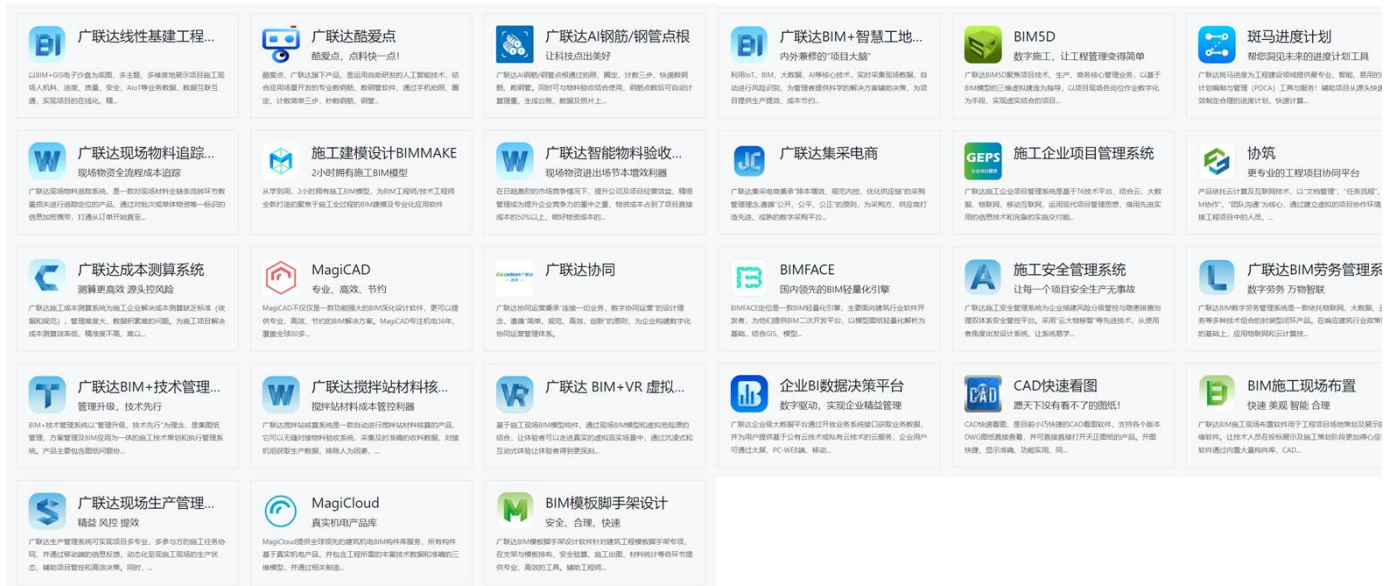 广联达线性基建工程...
以BIM+GIS电子沙盘为底图，多主题、多维度地展示项目施工现
场人机料、进度、质量、安全、AIoT等业务数据，数据互联互
通，实现项目的在线化、精...
广联达酷爱点
酷爱点，点料快一点！
酷爱点，广联达旗下产品，是运用自助研发的人工智能技术，结
合应用场景开发的专业数钢筋、数钢管软件，通过手机拍照、圈
定、计数简单三步，秒数钢筋、钢管...
广联达AI钢筋/钢管点根
让科技点出美好
广联达AI钢筋/钢管点根通过拍照、圈定、计数三步，快速数钢
筋、数钢管。同时可与物料验收结合使用，钢筋点数后可自动计
算理重、生成台账、数据及照片上...
广联达BIM+智慧工地...
内外兼修的“项目大脑”
利用IoT、BIM、大数据、AI等核心技术，实时采集现场数据，自
动进行风险识别，为管理者提供科学的解决方案辅助决策，为项
目提供生产提效，成本节约...
BIM5D
数字施工，让工程管理变得简单
广联达BIM5D聚焦项目技术、生产、商务核心管理业务，以基于
BIM模型的三维虚拟建造为指导，以项目现场各岗位作业数字化
为手段，实现虚实结合的项目...
斑马进度计划
帮您洞见未来的进度计划工具
广联达斑马进度为工程建设领域提供最专业、智能、易用的
计划编制与管理（PDCA）工具与服务！辅助项目从源头快速
效制定合理的进度计划，快速计算...
W
广联达现场物料追踪...
现场物资全流程成本追踪
广联达现场物料追踪系统，是一款对现场材料全链条流转环节数
量损失进行追踪定位的产品，通过对批次或单体物资唯一标识的
信息加密携带，打通从订单开始直至...
施工建模设计BIMMAKE
2小时拥有施工BIM模型
从学到用，2小时拥有施工BIM模型，为BIM工程师/技术工程师
全新打造的聚焦于施工全过程的BIM建模及专业化应用软件
W
广联达智能物料验收...
现场物资进出场节本增效利器
在日趋激烈的市场竞争情况下，提升公司及项目经营效益，精细
管理成为提升企业竞争力的重中之重，物资成本占到了项目直接
成本的50%以上，做好物资成本的...
JC
广联达集采电商
广联达集采电商秉承“降本增效、规范内控、优化供应链”的采购
管理理念,遵循“公开、公平、公正”的原则，为采购方、供应商打
造先进、成熟的数字采购平台...
GEPS
施工企业项目管理系统
广联达施工企业项目管理系统是基于T6技术平台，结合云、大数
据、物联网、移动互联网，运用现代项目管理思想，借用先进实
用的信息技术和完备的实施交付能...
协筑
更专业的工程项目协同平台
产品依托云计算及互联网技术，以“文档管理”、“任务流程”、
M协作”、“团队沟通”为核心，通过建立虚拟的项目协作环境
接工程项目中的人员、...
广联达成本测算系统
测算更高效 源头控风险
广联达施工成本测算系统为施工企业解决成本测算缺乏标准（依
据和规范），管理难度大，数据积累难的问题。为施工项目解决
成本测算效率低，精准度不高，难以...
MagiCAD
专业、高效、节约
MagiCAD不仅仅是一款功能强大的BIM深化设计软件，更可以提
供专业、高效、节约的BIM解决方案。MagiCAD专注机电36年，
覆盖全球80多...
Glodon
广联达协同
广联达协同运营秉承“连接一切业务，数字协同运营”的设计理
念、遵循“简单、规范、高效、创新”的原则，为企业构建数字化
协同运营管理体系。
BIMFACE
国内领先的BIM轻量化引擎
BIMFACE定位是一款BIM轻量化引擎，主要面向建筑行业软件开
发者，为他们提供BIM二次开发平台，以模型图纸轻量化解析为
基础，结合GIS、模型...
施工安全管理系统
让每一个项目安全生产无事故
广联达施工安全管理系统为企业搭建风险分级管控与隐患排查治
理双体系安全管控平台。采用“云大物移智”等先进技术，从使用
者角度出发设计系统，让系统易学...
L
广联达BIM劳务管理系
数字劳务 万物智联
广联达BIM数字劳务管理系统是一款依托物联网，大数据，云
务等多种技术组合的封装型闭环产品。在响应建筑行业政策
的基础上，应用物联网和云计算技...
T
广联达BIM+技术管理...
管理升级，技术先行
BIM+技术管理系统以“管理升级，技术先行”为理念，是集图纸
管理、方案管理及BIM应用为一体的施工技术策划和执行管理系
统。产品主要包含图纸问题协...
W
广联达搅拌站材料核...
搅拌站材料成本管控利器
广联达搅拌站核算系统是一款自动进行搅拌站材料核算的产品，
它可以无缝对接物料验收系统，采集及时准确的收料数据，对接
机组获取生产数据，排除人为因素，...
VR
广联达 BIM+VR 虚拟...
基于施工现场BIM模型构件，通过现场BIM模型和虚拟危险源的
结合，让体验者可以走进真实的虚拟现实场景中，通过沉浸式和
互动式体验让体验者得到更深刻...
企业BI数据决策平台
数字驱动，实现企业精益管理
广联达企业级大数据平台通过开放业务系统接口获取业务数据，
并为用户提供基于公有云技术或私有云技术的云服务，企业用户
可通过大屏、PC-WEB端、移动...
CAD
CAD快速看图
愿天下没有看不了的图纸！
CAD快速看图，是目前小巧快捷的CAD看图软件，支持各个版本
DWG图纸直接查看，并可直接直接打开天正图纸的产品。开图
快捷，显示准确、功能实用、同...
BIM施工现场布置
快速 美观 智能 合理
广联达BIM施工现场布置软件用于工程项目场地策划及展示的
维软件。让技术人员在投标展示及施工策划阶段更加得心应
软件通过内置大量构件库、CAD...
S
广联达现场生产管理...
精益 风控 提效
广联达生产管理系统可实现项目多专业、多参与方的施工任务协
同，并通过移动端的信息反馈，动态化呈现施工现场的生产状
态、辅助项目管控和高效决策。同时，...
MagiCloud
真实机电产品库
MagiCloud提供全球领先的建筑机电BIM构件库服务，所有构件
基于真实机电产品，并包含工程所需的丰富技术数据和准确的三
维模型，并通过相关制造...
M
BIM模板脚手架设计
安全、合理、快速
广联达BIM模板脚手架设计软件针对建筑工程模板脚手架专项，
在支架与模板排布、安全验算、施工出图、材料统计等各环节提
供专业、高效的工具。辅助工程师...